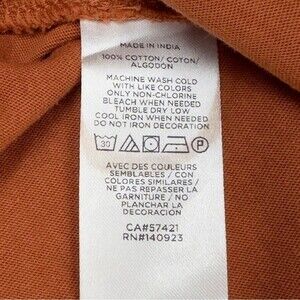 MADE IN INDIA
100% COTTON/ COTON/
ALGODON
MACHINE WASH COLD
WITH LIKE COLORS
ONLY NON-CHLORINE
BLEACH WHEN NEEDED
TUMBLE DRY LOW
COOL IRON WHEN NEEDED
DO NOT IRON DECORATION
30 P
AVEC DES COULEURS
SEMBLABLES / CON
COLORES SIMILARES /
NE PAS REPASSER LA
GARNITURE / NO
PLANCHAR LA
DECORACIÓN
CA#57421
RN#140923